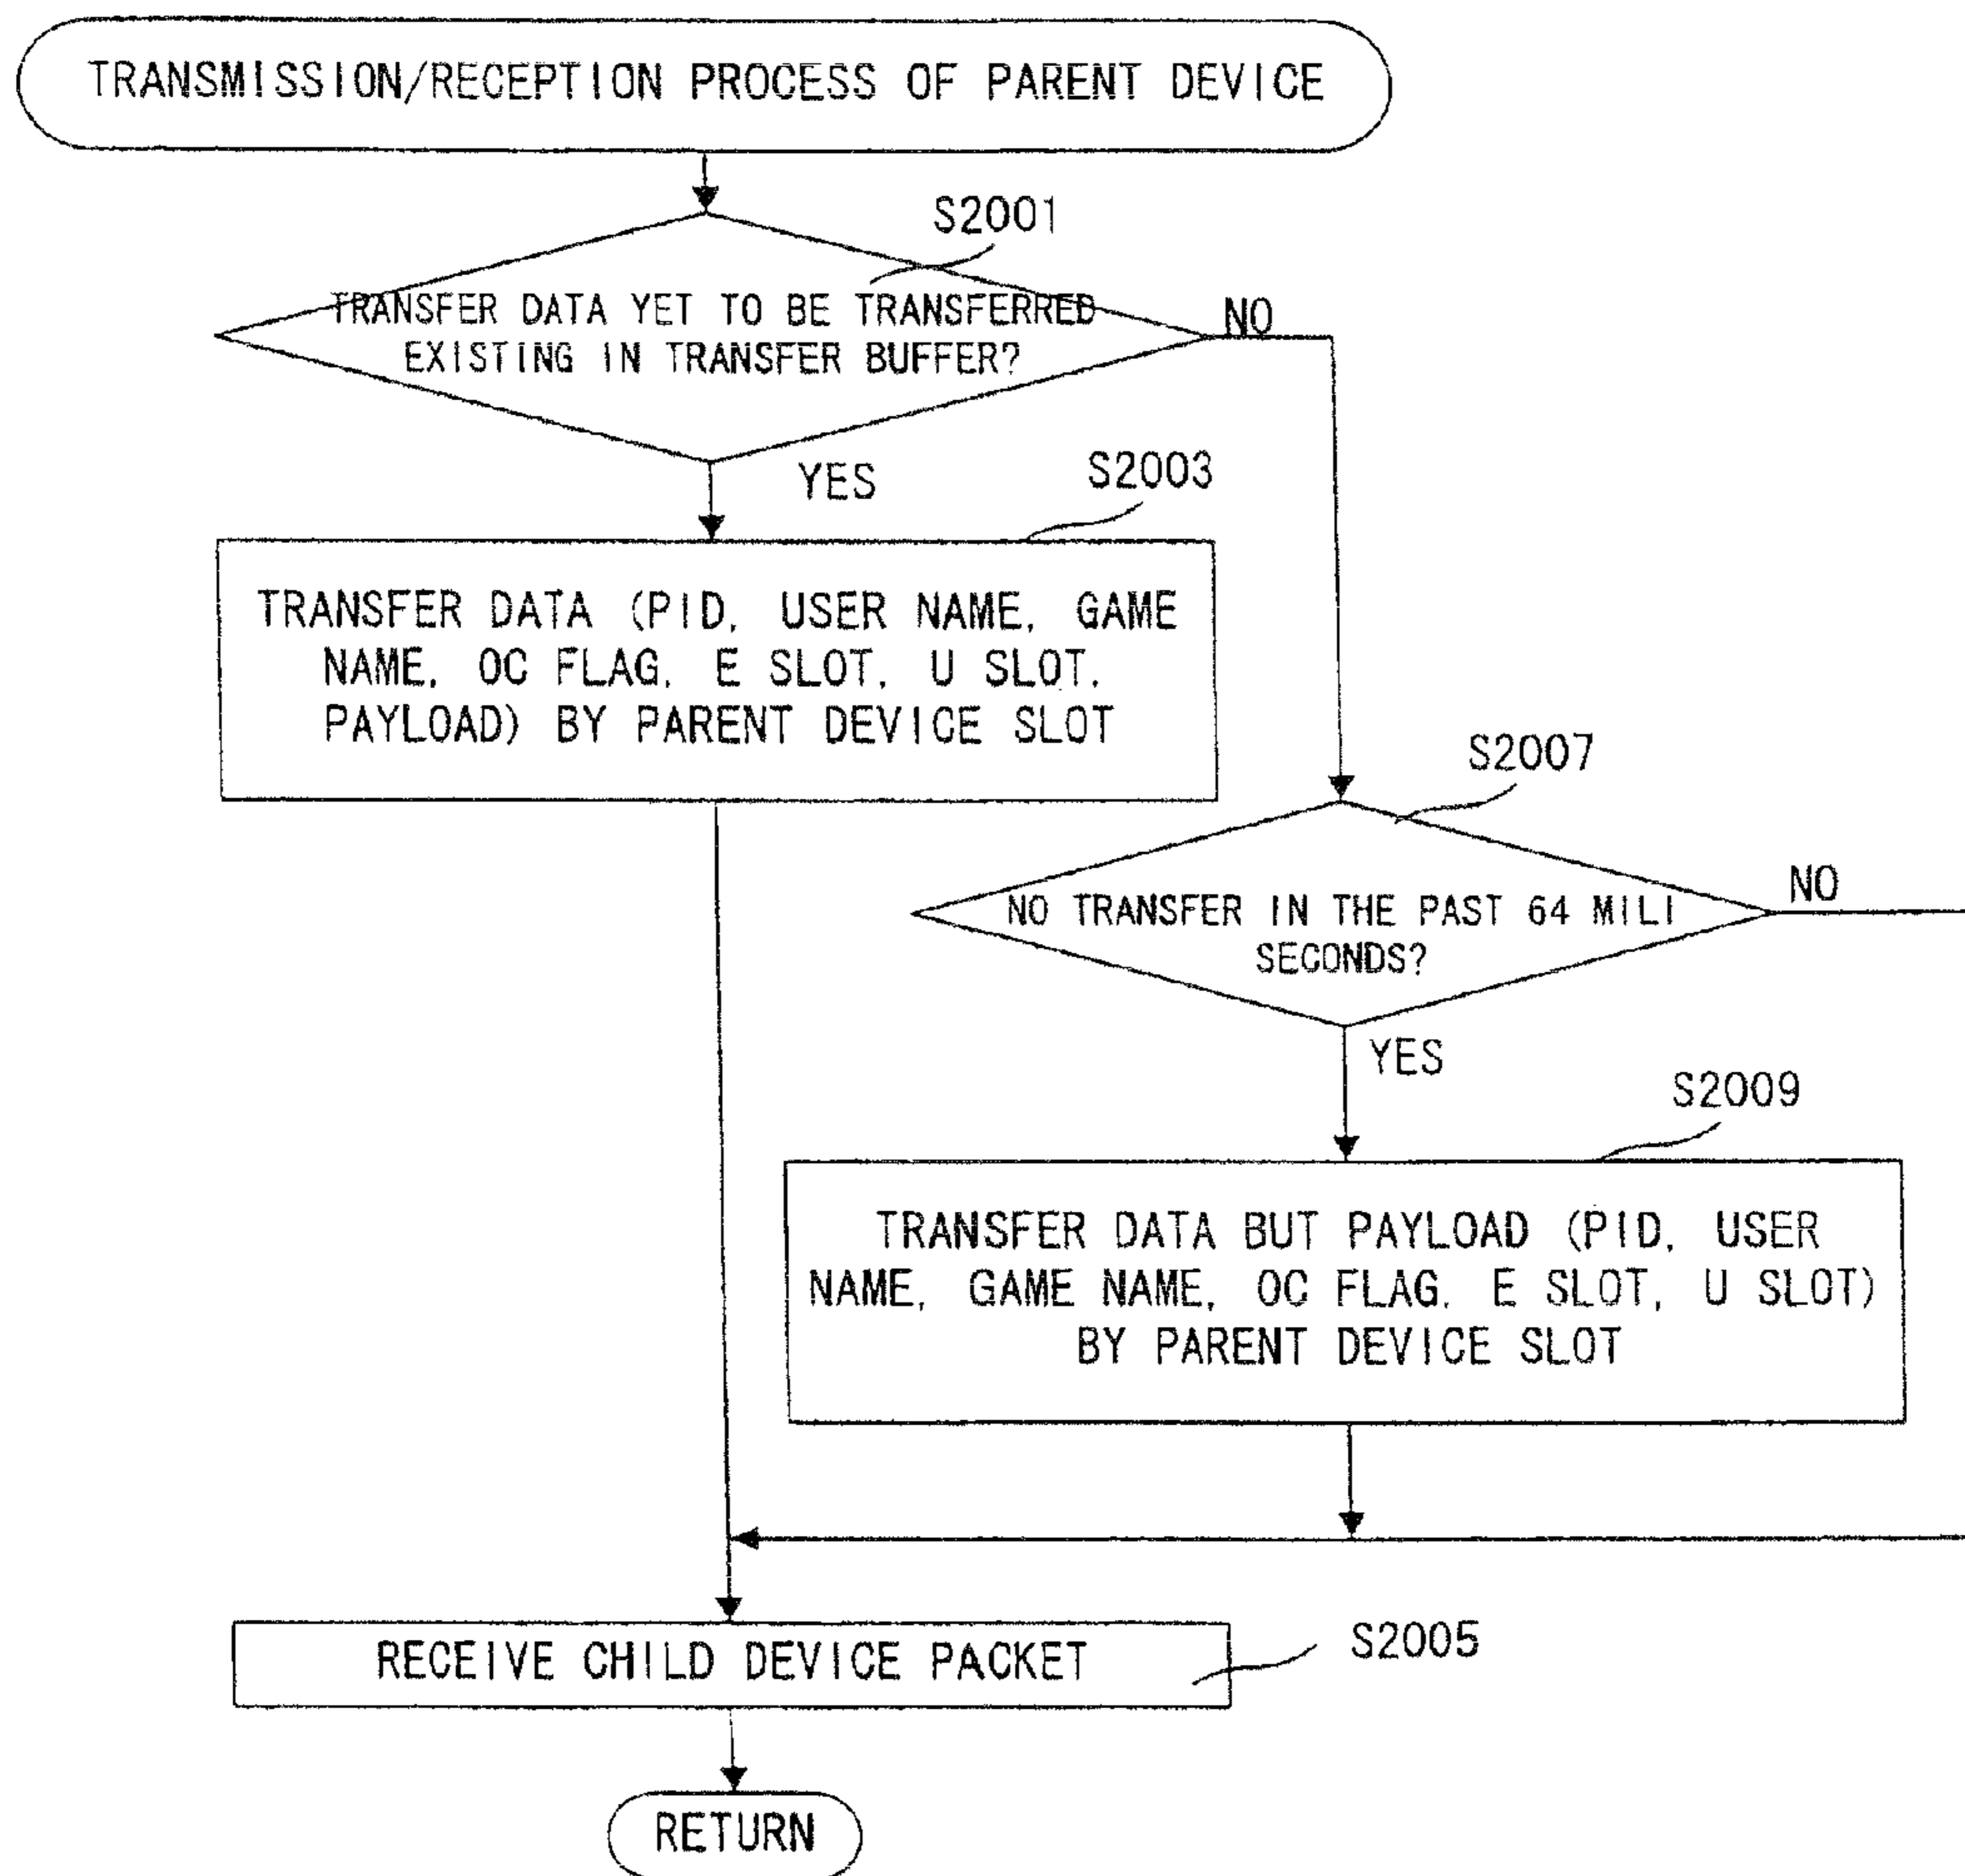 TRANSMISSION/RECEPTION PROCESS OF PARENT DEVICE
S2001
TRANSFER DATA YET TO BE TRANSFERRED
EXISTING IN TRANSFER BUFFER?
NO
YES
S2003
TRANSFER DATA (PID, USER NAME, GAME
NAME, OC FLAG, E SLOT, U SLOT,
PAYLOAD) BY PARENT DEVICE SLOT
S2007
NO TRANSFER IN THE PAST 64 MILI
SECONDS?
NO
YES
S2009
TRANSFER DATA BUT PAYLOAD (PID, USER
NAME, GAME NAME, OC FLAG, E SLOT, U SLOT)
BY PARENT DEVICE SLOT
RECEIVE CHILD DEVICE PACKET
S2005
RETURN